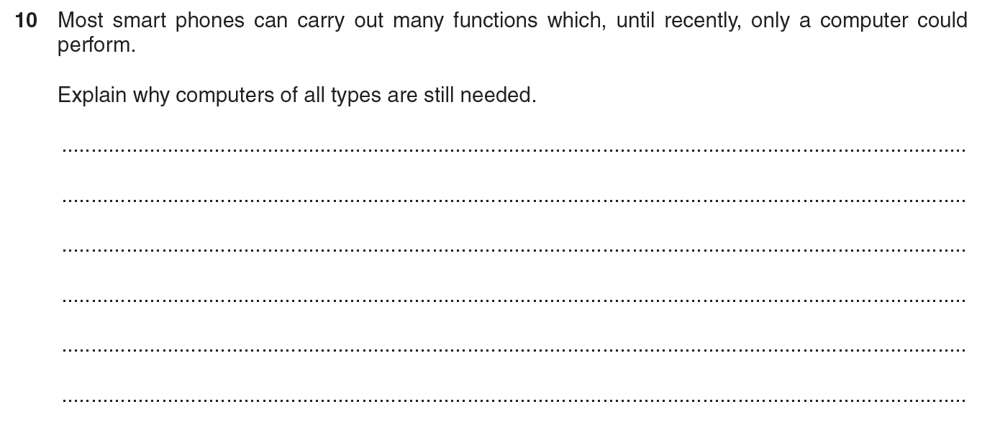 10 Most smart phones can carry out many functions which, until recently, only a computer could
perform.
Explain why computers of all types are still needed.